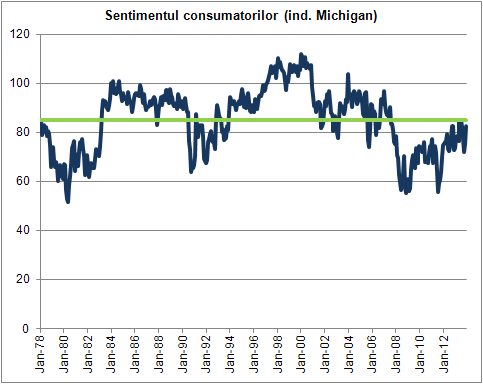 Sentimentul consumatorilor (ind. Michigan)
120
100
80
60
40
20
0
Jan-78
Jan-80
Jan-82
Jan-84
Jan-86
Jan-88
Jan-90
Jan-92
Jan-94
Jan-96
Jan-98
Jan-00
Jan-02
Jan-04
Jan-06
Jan-08
Jan-10
Jan-12